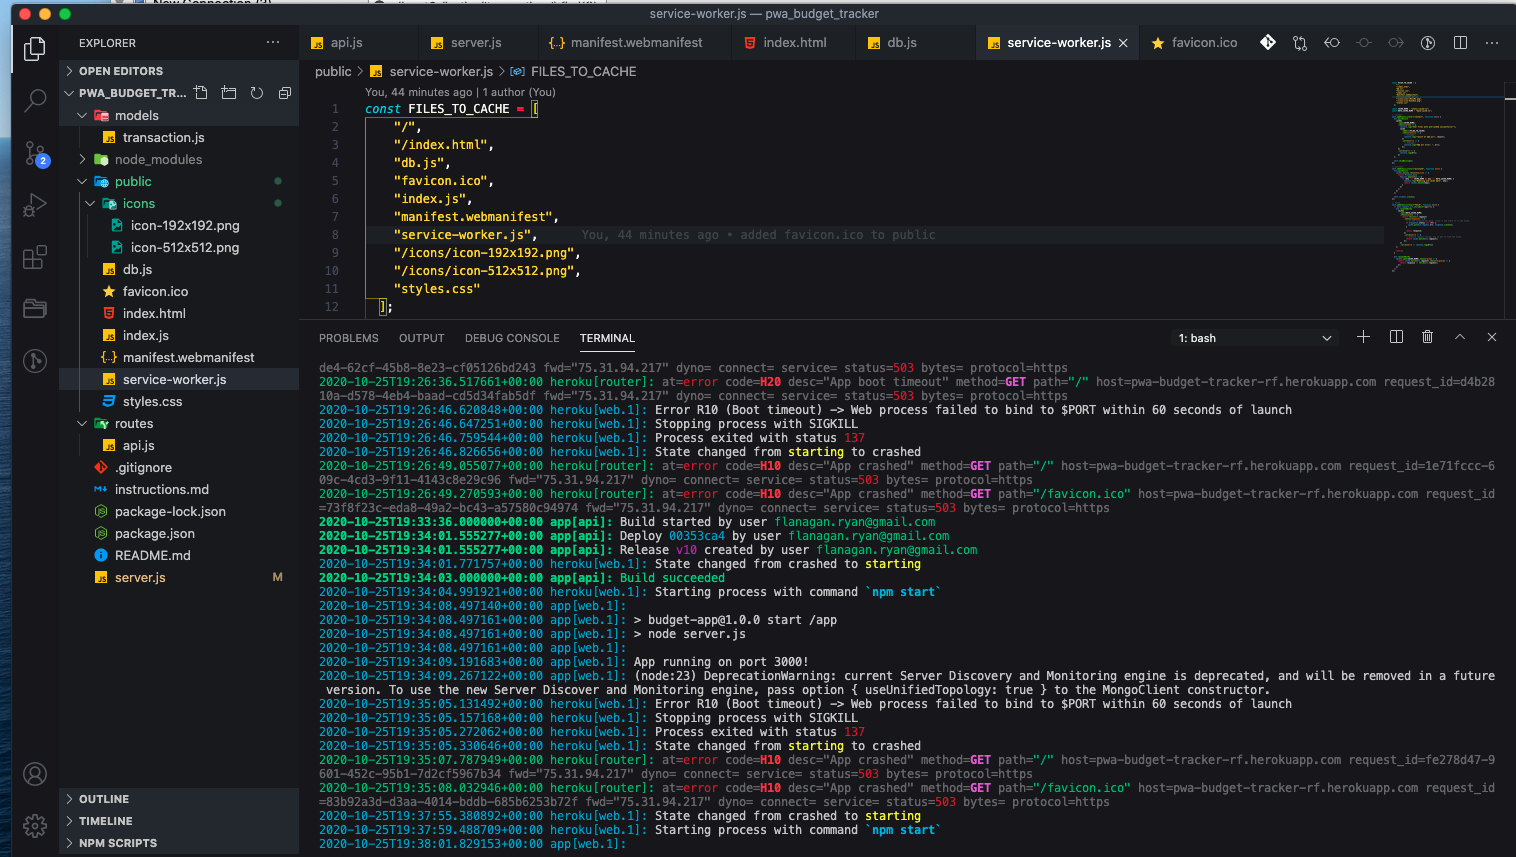 service-worker.js — pwa_budget_tracker
EXPLORER
api.js
server.js
manifest.webmanifest
index.html
db.js
service-worker.js
favicon.ico
OPEN EDITORS
PWA_BUDGET_TR...
models
transaction.js
node_modules
public
icons
icon-192x192.png
icon-512x512.png
db.js
favicon.ico
index.html
index.js
manifest.webmanifest
service-worker.js
styles.css
routes
api.js
.gitignore
instructions.md
package-lock.json
package.json
README.md
server.js M
OUTLINE
TIMELINE
NPM SCRIPTS
2
public > service-worker.js > FILES_TO_CACHE
You, 44 minutes ago | 1 author (You)
1 const FILES_TO_CACHE = [
2 "/",
3 "/index.html",
4 "db.js",
5 "favicon.ico",
6 "index.js",
7 "manifest.webmanifest",
8 "service-worker.js", You, 44 minutes ago • added favicon.ico to public
9 "/icons/icon-192x192.png",
10 "/icons/icon-512x512.png",
11 "styles.css"
12 ];
PROBLEMS OUTPUT DEBUG CONSOLE TERMINAL 1: bash
de4-62cf-45b8-8e23-cf05126bd243 fwd="75.31.94.217" dyno= connect= service= status=503 bytes= protocol=https
2020-10-25T19:26:36.517661+00:00 heroku[router]: at=error code=H20 desc="App boot timeout" method=GET path="/" host=pwa-budget-tracker-rf.herokuapp.com request_id=d4b28
10a-d578-4eb4-baad-cd5d34fab5df fwd="75.31.94.217" dyno= connect= service= status=503 bytes= protocol=https
2020-10-25T19:26:46.620848+00:00 heroku[web.1]: Error R10 (Boot timeout) -> Web process failed to bind to $PORT within 60 seconds of launch
2020-10-25T19:26:46.647251+00:00 heroku[web.1]: Stopping process with SIGKILL
2020-10-25T19:26:46.759544+00:00 heroku[web.1]: Process exited with status 137
2020-10-25T19:26:46.826656+00:00 heroku[web.1]: State changed from starting to crashed
2020-10-25T19:26:49.055077+00:00 heroku[router]: at=error code=H10 desc="App crashed" method=GET path="/" host=pwa-budget-tracker-rf.herokuapp.com request_id=1e71fccc-6
09c-4cd3-9f11-4143c8e29c96 fwd="75.31.94.217" dyno= connect= service= status=503 bytes= protocol=https
2020-10-25T19:26:49.270593+00:00 heroku[router]: at=error code=H10 desc="App crashed" method=GET path="/favicon.ico" host=pwa-budget-tracker-rf.herokuapp.com request_id
=73f8f23c-eda8-49a2-bc43-a57580c94974 fwd="75.31.94.217" dyno= connect= service= status=503 bytes= protocol=https
2020-10-25T19:33:36.000000+00:00 app[api]: Build started by user flanagan.ryan@gmail.com
2020-10-25T19:34:01.555277+00:00 app[api]: Deploy 00353ca4 by user flanagan.ryan@gmail.com
2020-10-25T19:34:01.555277+00:00 app[api]: Release v10 created by user flanagan.ryan@gmail.com
2020-10-25T19:34:01.771757+00:00 heroku[web.1]: State changed from crashed to starting
2020-10-25T19:34:03.000000+00:00 app[api]: Build succeeded
2020-10-25T19:34:04.991921+00:00 heroku[web.1]: Starting process with command `npm start`
2020-10-25T19:34:08.497140+00:00 app[web.1]:
2020-10-25T19:34:08.497161+00:00 app[web.1]: > budget-app@1.0.0 start /app
2020-10-25T19:34:08.497161+00:00 app[web.1]: > node server.js
2020-10-25T19:34:08.497161+00:00 app[web.1]:
2020-10-25T19:34:09.191683+00:00 app[web.1]: App running on port 3000!
2020-10-25T19:34:09.267122+00:00 app[web.1]: (node:23) DeprecationWarning: current Server Discovery and Monitoring engine is deprecated, and will be removed in a future
version. To use the new Server Discover and Monitoring engine, pass option { useUnifiedTopology: true } to the MongoClient constructor.
2020-10-25T19:35:05.131492+00:00 heroku[web.1]: Error R10 (Boot timeout) -> Web process failed to bind to $PORT within 60 seconds of launch
2020-10-25T19:35:05.157168+00:00 heroku[web.1]: Stopping process with SIGKILL
2020-10-25T19:35:05.272062+00:00 heroku[web.1]: Process exited with status 137
2020-10-25T19:35:05.330646+00:00 heroku[web.1]: State changed from starting to crashed
2020-10-25T19:35:07.787949+00:00 heroku[router]: at=error code=H10 desc="App crashed" method=GET path="/" host=pwa-budget-tracker-rf.herokuapp.com request_id=fe278d47-9
601-452c-95b1-7d2cf5967b34 fwd="75.31.94.217" dyno= connect= service= status=503 bytes= protocol=https
2020-10-25T19:35:08.032946+00:00 heroku[router]: at=error code=H10 desc="App crashed" method=GET path="/favicon.ico" host=pwa-budget-tracker-rf.herokuapp.com request_id
=83b92a3d-d3aa-4014-bddb-685b6253b72f fwd="75.31.94.217" dyno= connect= service= status=503 bytes= protocol=https
2020-10-25T19:37:55.380892+00:00 heroku[web.1]: State changed from crashed to starting
2020-10-25T19:37:59.488709+00:00 heroku[web.1]: Starting process with command `npm start`
2020-10-25T19:38:01.829153+00:00 app[web.1]: